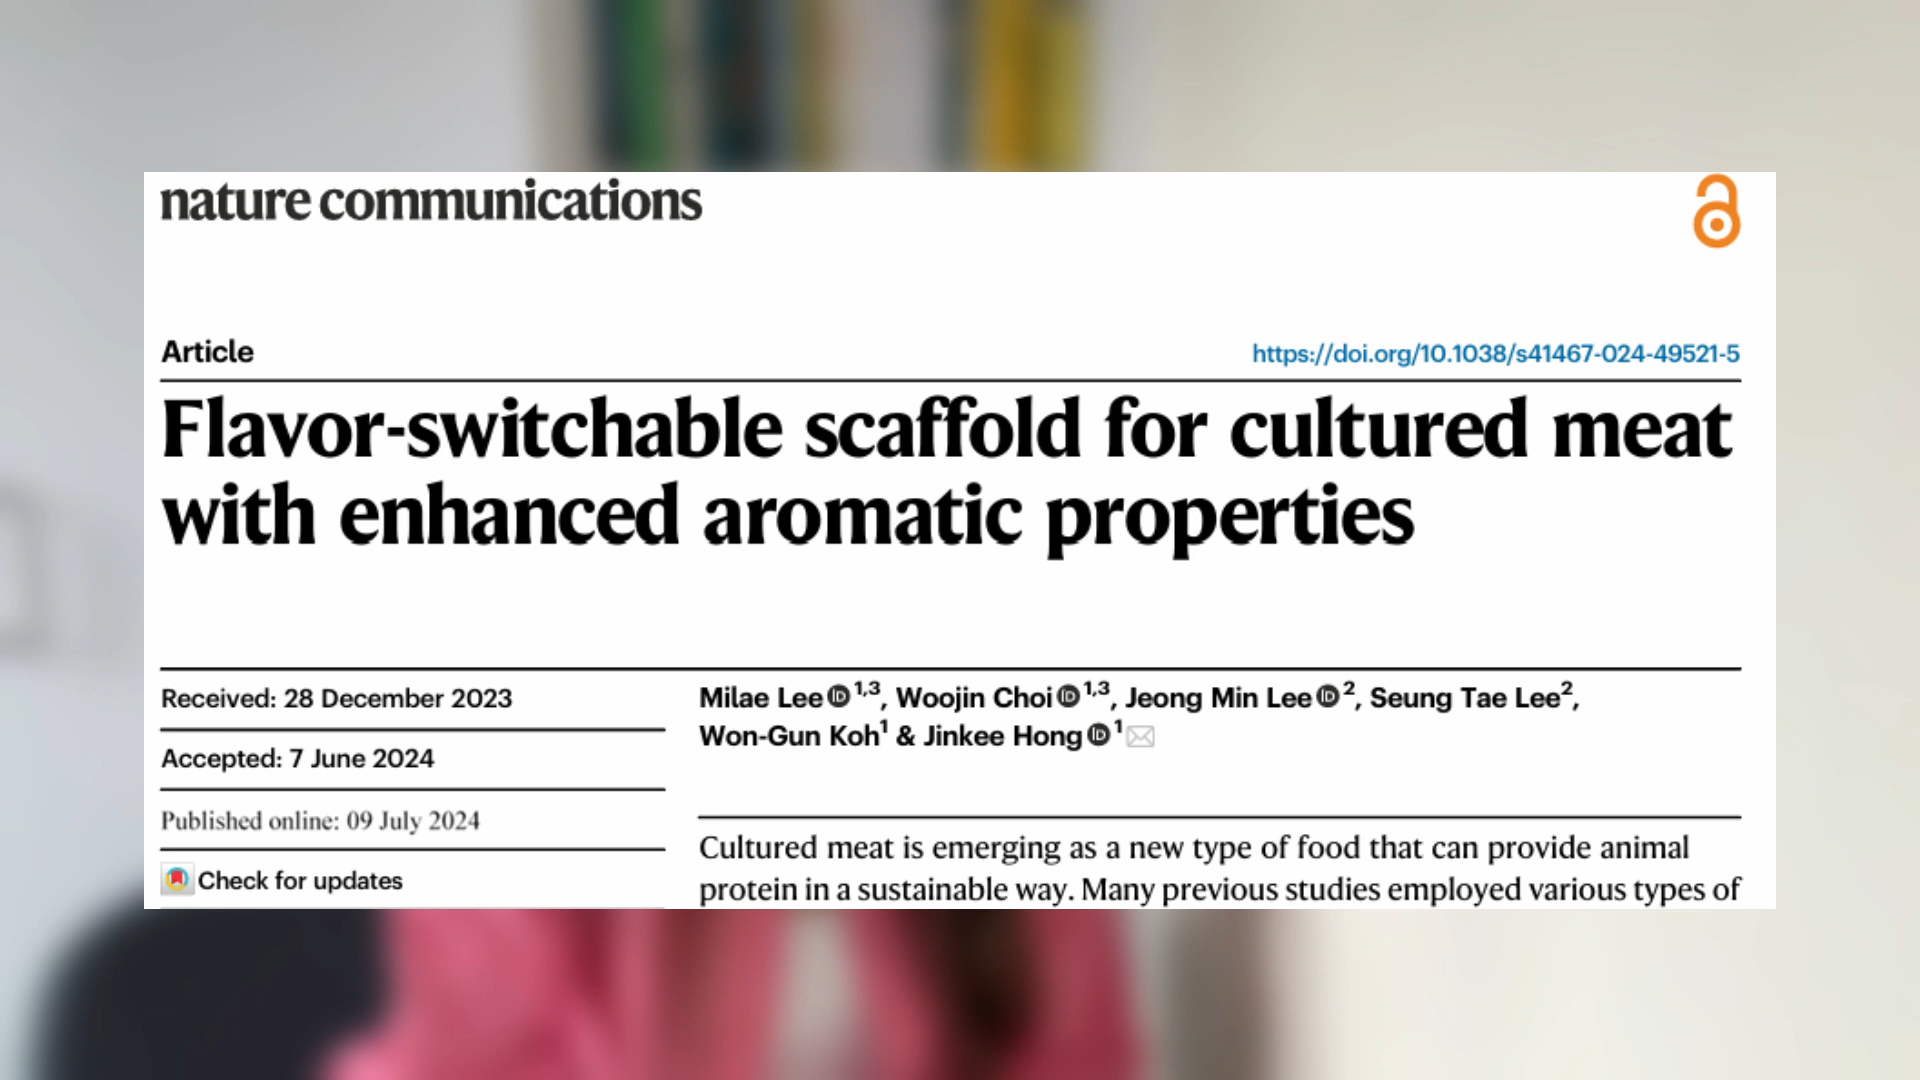 nature communications
Article
https://doi.org/10.1038/s41467-024-49521-5
Flavor-switchable scaffold for cultured meat
with enhanced aromatic properties
Received: 28 December 2023
Accepted: 7 June 2024
Published online: 09 July 2024
Check for updates
Milae Lee 1,3, Woojin Choi 1,3, Jeong Min Lee 2, Seung Tae Lee2,
Won-Gun Koh1 & Jinkee Hong 1
Cultured meat is emerging as a new type of food that can provide animal
protein in a sustainable way. Many previous studies employed various types of